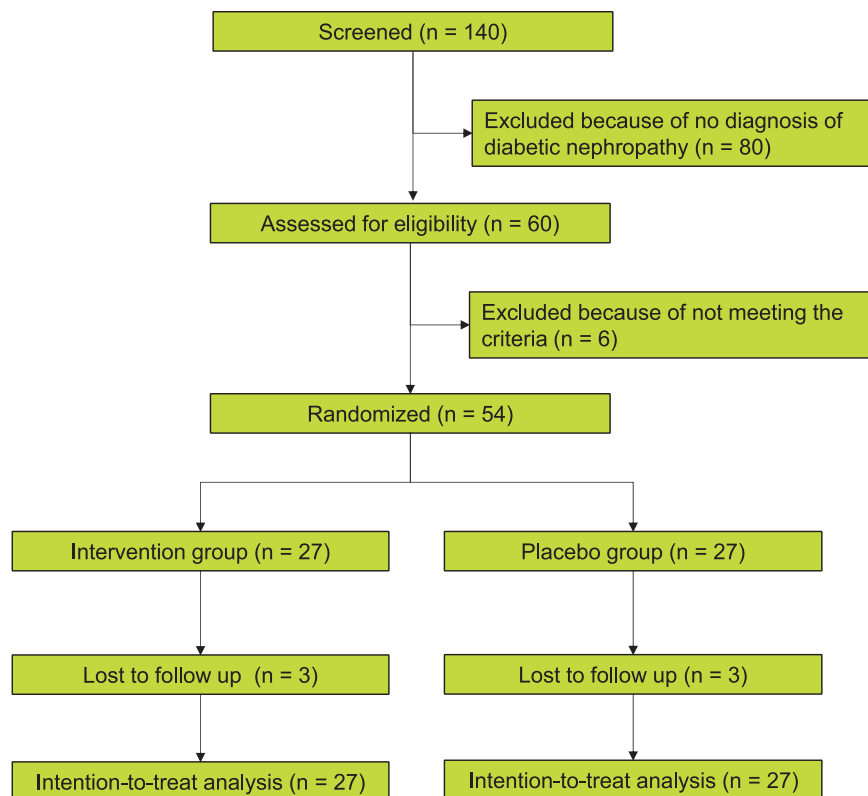 Screened (n = 140)
Excluded because of no diagnosis of
diabetic nephropathy (n = 80)
Assessed for eligibility (n = 60)
Excluded because of not meeting the
criteria (n = 6)
Randomized (n = 54)
Intervention group (n = 27)
Placebo group (n = 27)
Lost to follow up (n = 3)
Lost to follow up (n = 3)
Intention-to-treat analysis (n = 27)
Intention-to-treat analysis (n = 27)